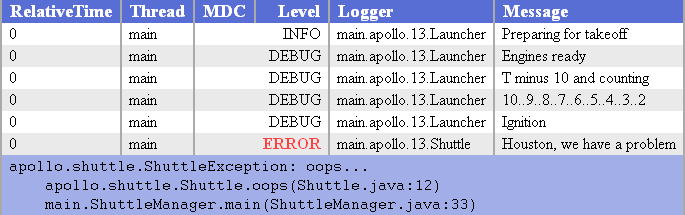 RelativeTime Thread MDC Level Logger Message
0 main INFO main.apollo.13.Launcher Preparing for takeoff
0 main DEBUG main.apollo.13.Launcher Engines ready
0 main DEBUG main.apollo.13.Launcher T minus 10 and counting
0 main DEBUG main.apollo.13.Launcher 10..9..8..7..6..5..4..3..2
0 main DEBUG main.apollo.13.Launcher Ignition
0 main ERROR main.apollo.13.Shuttle Houston, we have a problem
apollo.shuttle.ShuttleException: oops...
apollo.shuttle.Shuttle.oops(Shuttle.java:12)
main.ShuttleManager.main(ShuttleManager.java:33)